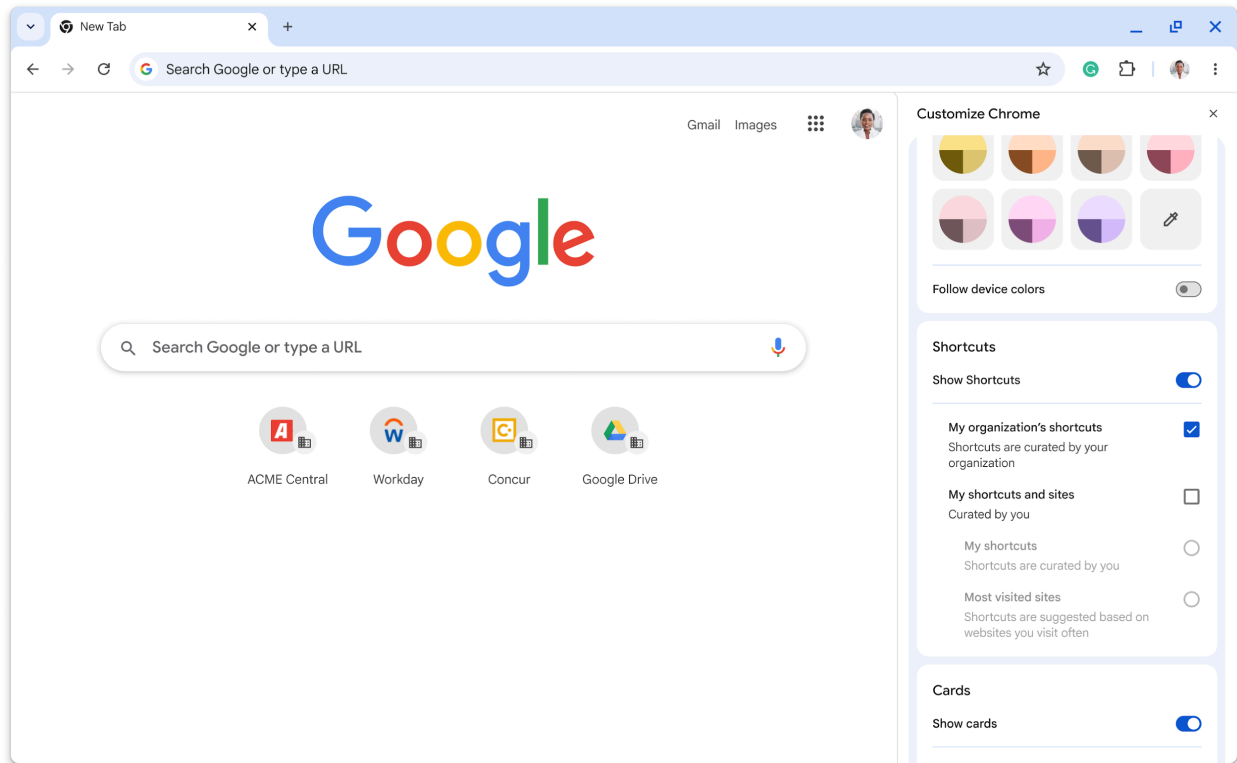 New Tab
Search Google or type a URL
Gmail Images
Google
Search Google or type a URL
ACME Central
Workday
Concur
Google Drive
Customize Chrome
Follow device colors
Shortcuts
Show Shortcuts
My organization's shortcuts
Shortcuts are curated by your
organization
My shortcuts and sites
Curated by you
My shortcuts
Shortcuts are curated by you
Most visited sites
Shortcuts are suggested based on
websites you visit often
Cards
Show cards